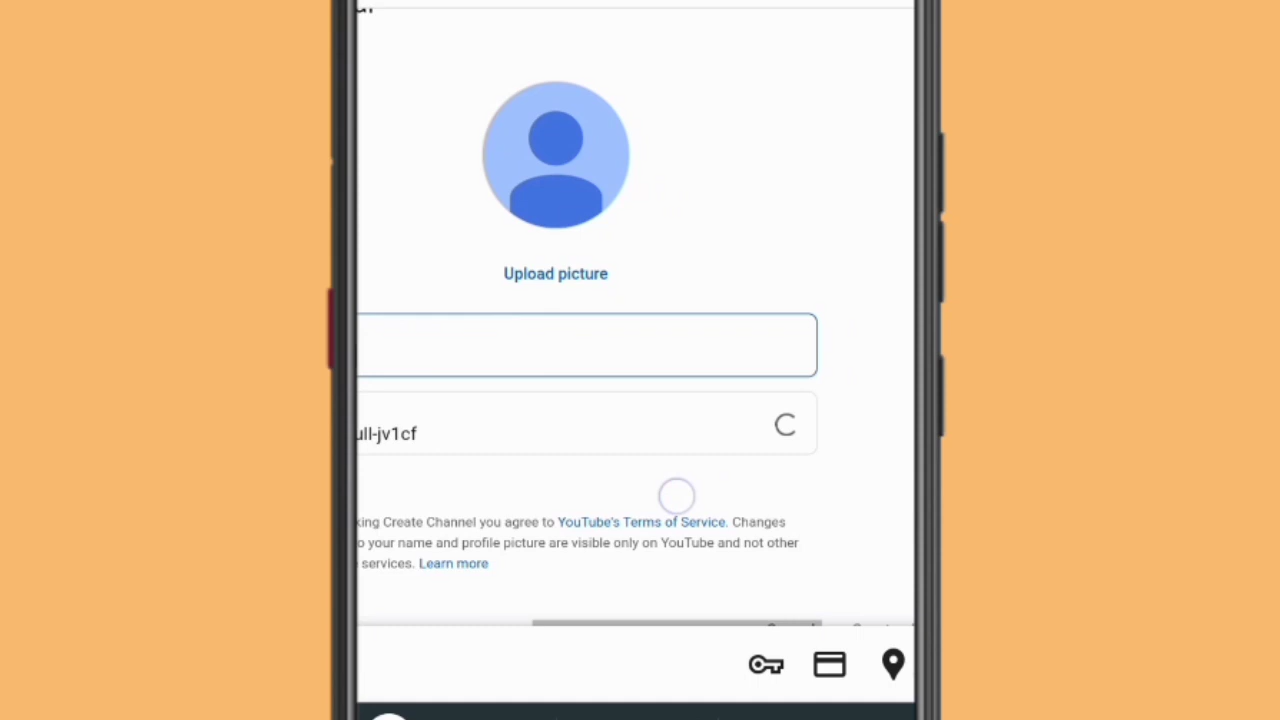 Upload picture
ull-jv1cf
king Create Channel you agree to YouTube's Terms of Service. Changes
o your name and profile picture are visible only on YouTube and not other
services. Learn more